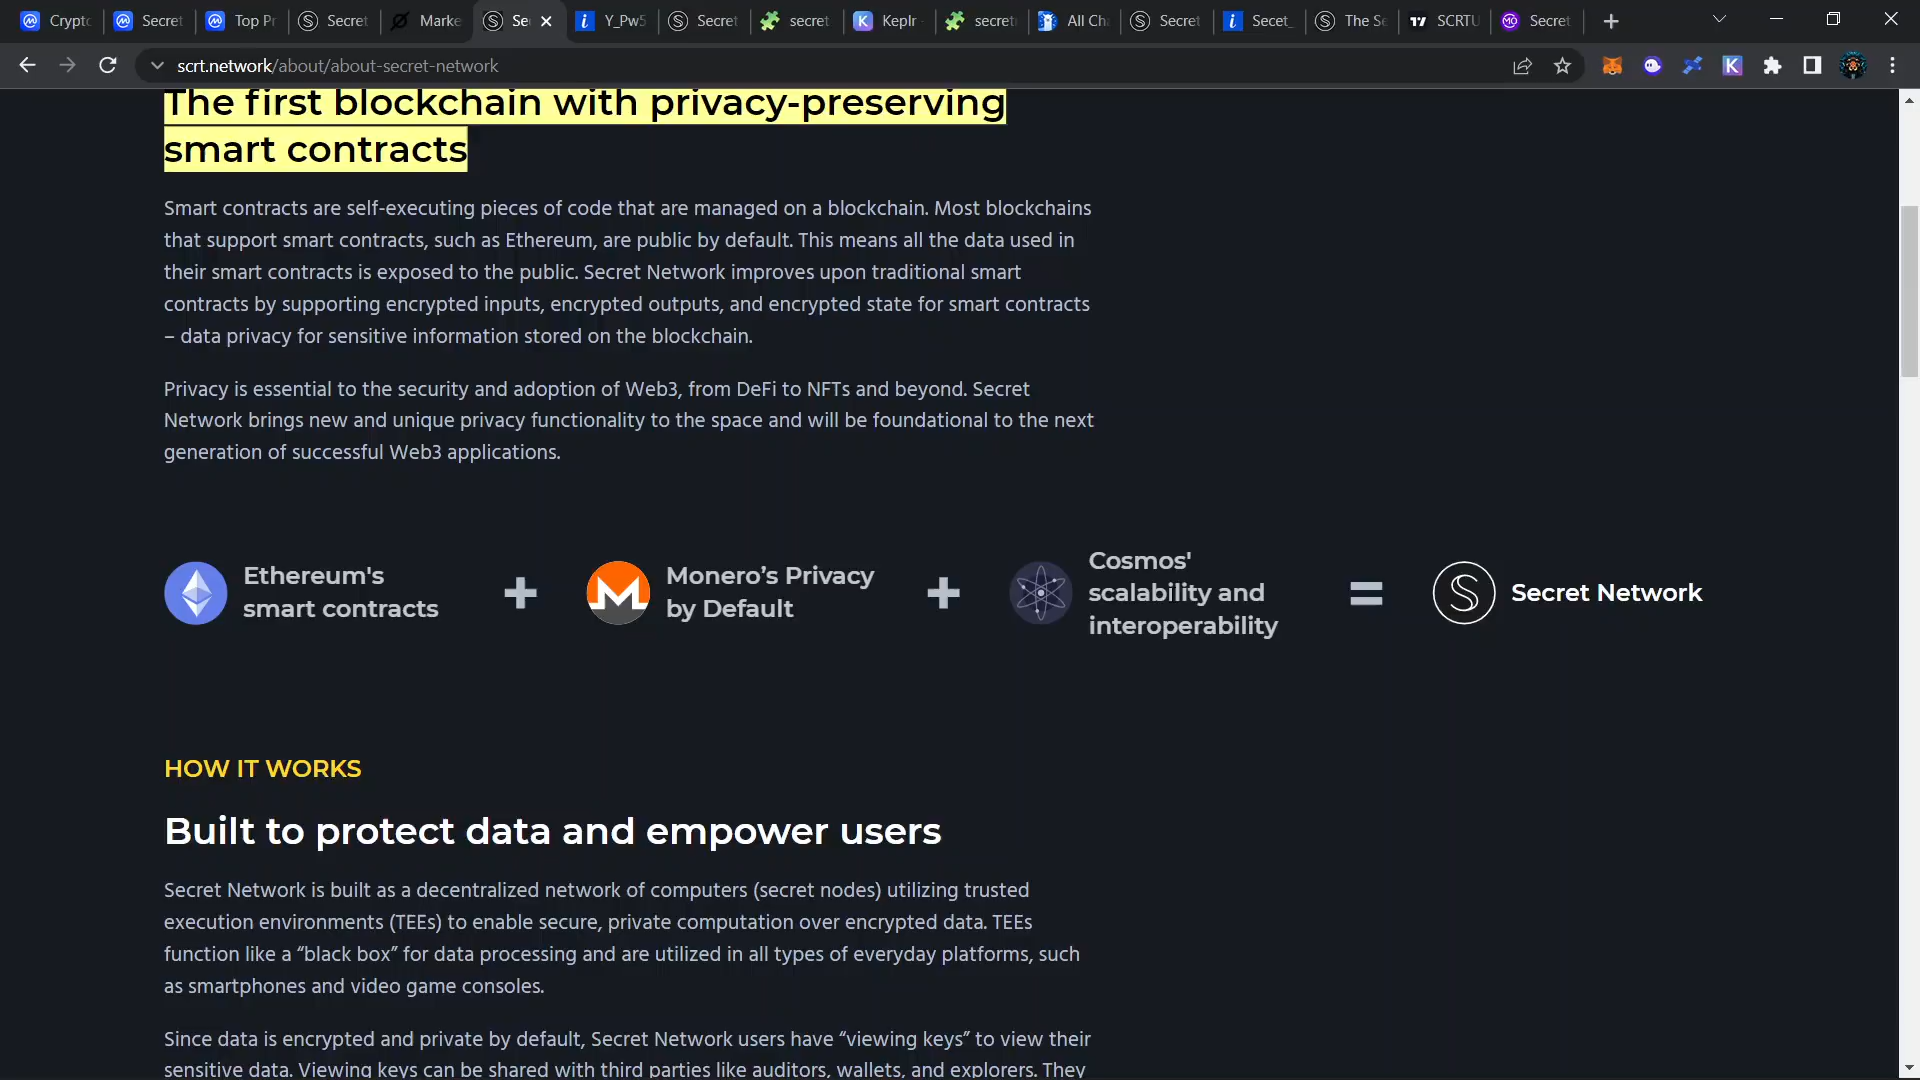 Crypto
Secret
Top Pr
Secret
Marke
Se
Y_Pw5
Secret
secret
Keplr
secret
All Cha
Secret
Secet_
The Se
SCRTU
Secret
scrt.network/about/about-secret-network
The first blockchain with privacy-preserving
smart contracts
Smart contracts are self-executing pieces of code that are managed on a blockchain. Most blockchains
that support smart contracts, such as Ethereum, are public by default. This means all the data used in
their smart contracts is exposed to the public. Secret Network improves upon traditional smart
contracts by supporting encrypted inputs, encrypted outputs, and encrypted state for smart contracts
– data privacy for sensitive information stored on the blockchain.
Privacy is essential to the security and adoption of Web3, from DeFi to NFTs and beyond. Secret
Network brings new and unique privacy functionality to the space and will be foundational to the next
generation of successful Web3 applications.
Ethereum's
smart contracts
+
Monero’s Privacy
by Default
+
Cosmos'
scalability and
interoperability
=
Secret Network
HOW IT WORKS
Built to protect data and empower users
Secret Network is built as a decentralized network of computers (secret nodes) utilizing trusted
execution environments (TEEs) to enable secure, private computation over encrypted data. TEEs
function like a “black box” for data processing and are utilized in all types of everyday platforms, such
as smartphones and video game consoles.
Since data is encrypted and private by default, Secret Network users have “viewing keys” to view their
sensitive data. Viewing keys can be shared with third parties like auditors, wallets, and explorers. They